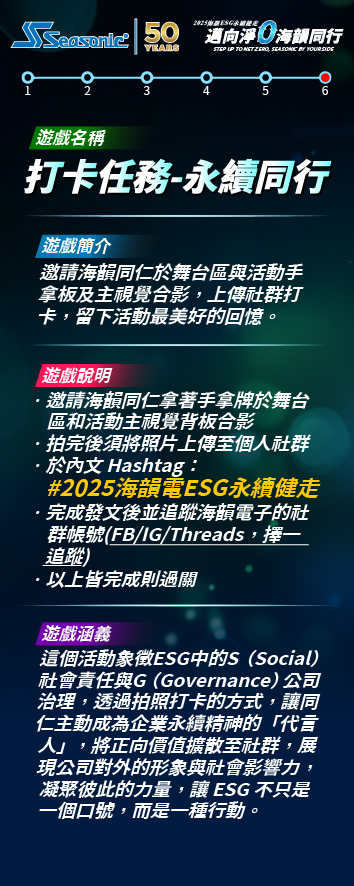 Seasonic
50
YEARS
2025海韻ESG永續健走
邁向淨0海韻同行
STEP UP TO NET ZERO, SEASONIC BY YOUR SIDE
1 2 3 4 5 6
遊戲名稱
打卡任務-永續同行
遊戲簡介
邀請海韻同仁於舞台區與活動手
拿板及主視覺合影，上傳社群打
卡，留下活動最美好的回憶。
遊戲說明
· 邀請海韻同仁拿著手拿牌於舞台
區和活動主視覺背板合影
· 拍完後須將照片上傳至個人社群
· 於內文 Hashtag：
#2025海韻電ESG永續健走
· 完成發文後並追蹤海韻電子的社
群帳號(FB/IG/Threads，擇一
追蹤)
· 以上皆完成則過關
遊戲涵義
這個活動象徵ESG中的S（Social）
社會責任與G（Governance）公司
治理，透過拍照打卡的方式，讓同
仁主動成為企業永續精神的「代言
人」，將正向價值擴散至社群，展
現公司對外的形象與社會影響力，
凝聚彼此的力量，讓 ESG 不只是
一個口號，而是一種行動。